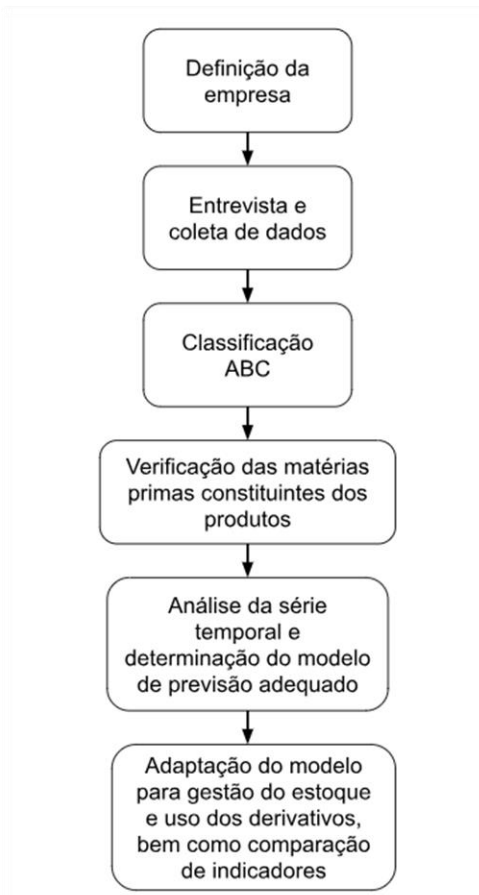 Definição da
empresa
Entrevista e
coleta de dados
Classificação
ABC
Verificação das matérias
primas constituintes dos
produtos
Análise da série
temporal e
determinação do modelo
de previsão adequado
Adaptação do modelo
para gestão do estoque
e uso dos derivativos,
bem como comparação
de indicadores